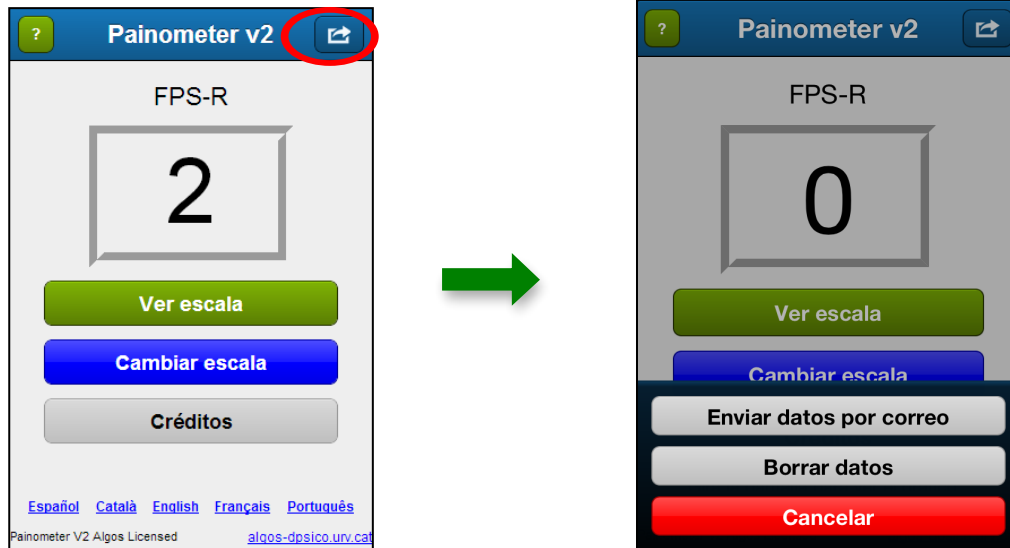 ?
Painometer v2
FPS-R
2
Ver escala
Cambiar escala
Créditos
Español Català English Français Português
Painometer V2 Algos Licensed algos-dpsico.urv.cat
?
Painometer v2
FPS-R
0
Ver escala
Cambiar escala
Enviar datos por correo
Borrar datos
Cancelar